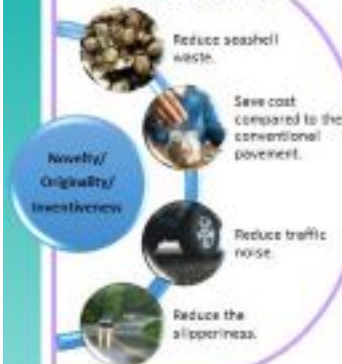 Reduce seashell
waste.
Save cost
compared to the
conventional
pavement.
Novelty/
Originality/
Inventiveness
Reduce traffic
noise.
Reduce the
slipperiness.